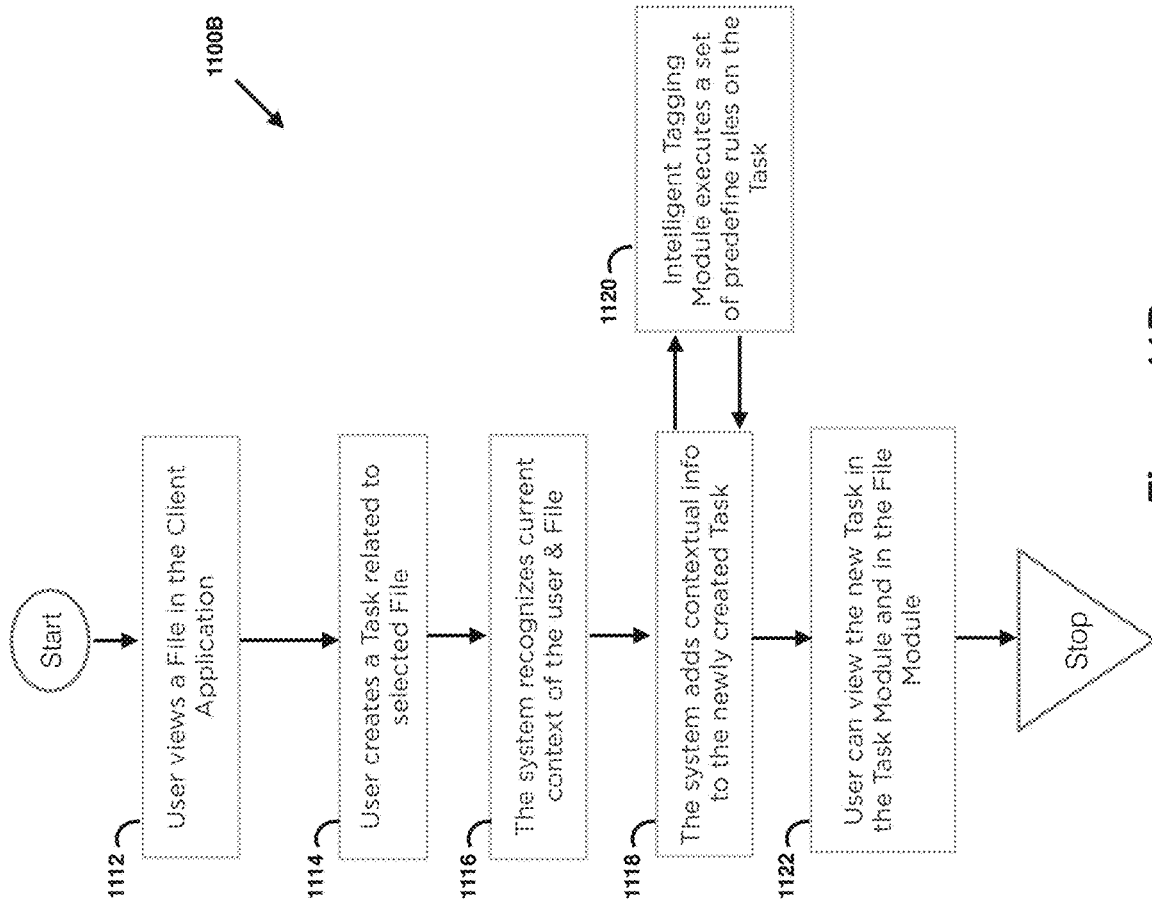 1100B
Start
1112
User views a File in the Client
Application
1114
User creates a Task related to
selected File
1116
The system recognizes current
context of the user & File
1118
The system adds contextual info
to the newly created Task
1120
Intelligent Tagging
Module executes a set
of predefine rules on the
Task
1122
User can view the new Task in
the Task Module and in the File
Module
Stop